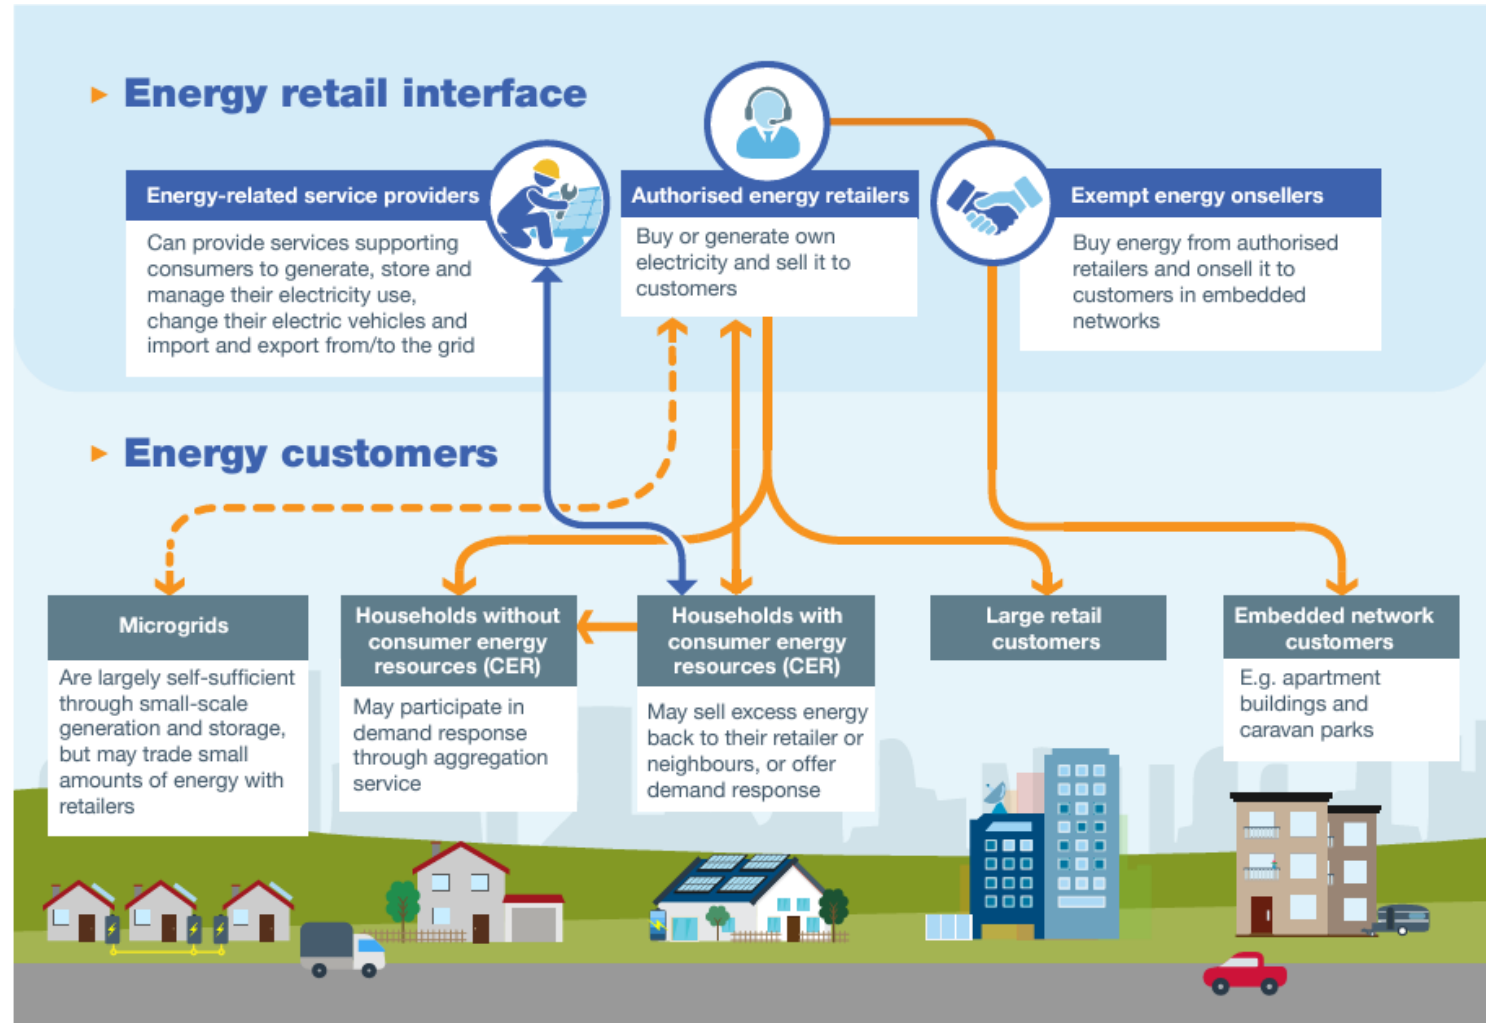 Energy retail interface
Energy-related service providers
Can provide services supporting
consumers to generate, store and
manage their electricity use,
change their electric vehicles and
import and export from/to the grid
Authorised energy retailers
Buy or generate own
electricity and sell it to
customers
Exempt energy onsellers
Buy energy from authorised
retailers and onsell it to
customers in embedded
networks
Energy customers
Microgrids
Are largely self-sufficient
through small-scale
generation and storage,
but may trade small
amounts of energy with
retailers
Households without
consumer energy
resources (CER)
May participate in
demand response
through aggregation
service
Households with
consumer energy
resources (CER)
May sell excess energy
back to their retailer or
neighbours, or offer
demand response
Large retail
customers
Embedded network
customers
E.g. apartment
buildings and
caravan parks